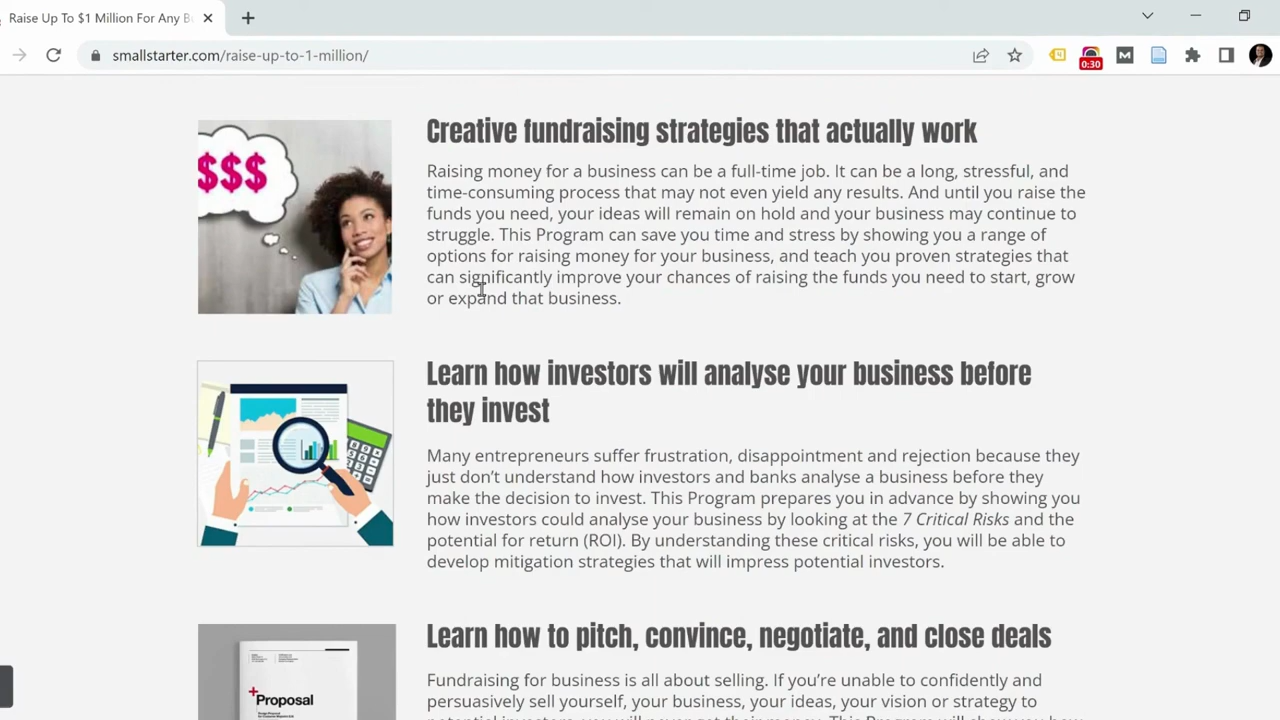 Raise Up To $1 Million For Any B
smallstarter.com/raise-up-to-1-million/
0:30
M
$$$
Creative fundraising strategies that actually work
Raising money for a business can be a full-time job. It can be a long, stressful, and
time-consuming process that may not even yield any results. And until you raise the
funds you need, your ideas will remain on hold and your business may continue to
struggle. This Program can save you time and stress by showing you a range of
options for raising money for your business, and teach you proven strategies that
can significantly improve your chances of raising the funds you need to start, grow
or expand that business.
Learn how investors will analyse your business before
they invest
Many entrepreneurs suffer frustration, disappointment and rejection because they
just don't understand how investors and banks analyse a business before they
make the decision to invest. This Program prepares you in advance by showing you
how investors could analyse your business by looking at the 7 Critical Risks and the
potential for return (ROI). By understanding these critical risks, you will be able to
develop mitigation strategies that will impress potential investors.
Proposal
Learn how to pitch, convince, negotiate, and close deals
Fundraising for business is all about selling. If you're unable to confidently and
persuasively sell yourself, your business, your ideas, your vision or strategy to